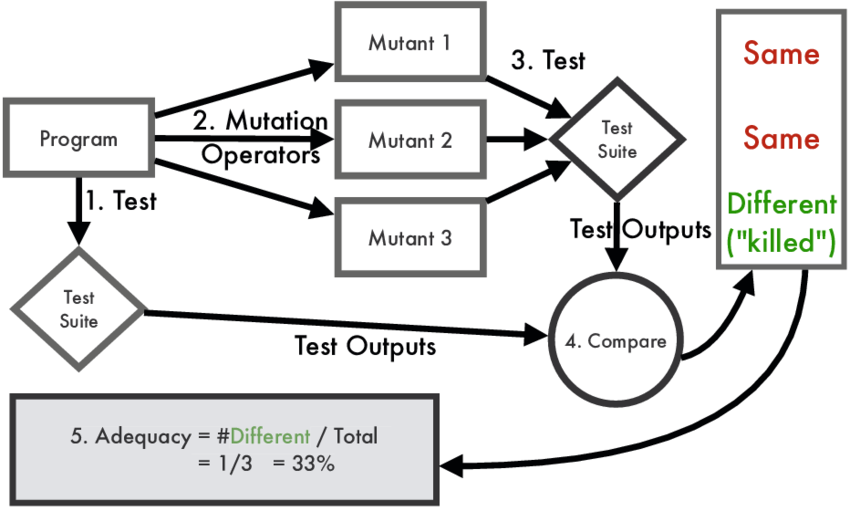 Program
1. Test
Test
Suite
2. Mutation
Operators
Mutant 1
Mutant 2
Mutant 3
3. Test
Test
Suite
Test Outputs
Test Outputs
4. Compare
Same
Same
Different
("killed")
5. Adequacy = #Different / Total
= 1/3 = 33%